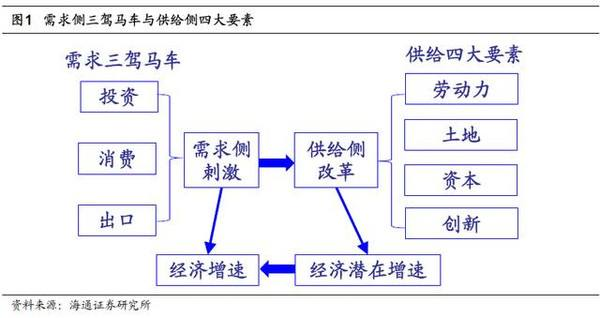 图1 需求侧三驾马车与供给侧四大要素
需求三驾马车
投资
消费
出口
需求侧
刺激
供给侧
改革
供给四大要素
劳动力
土地
资本
创新
经济增速
经济潜在增速
资料来源：海通证券研究所